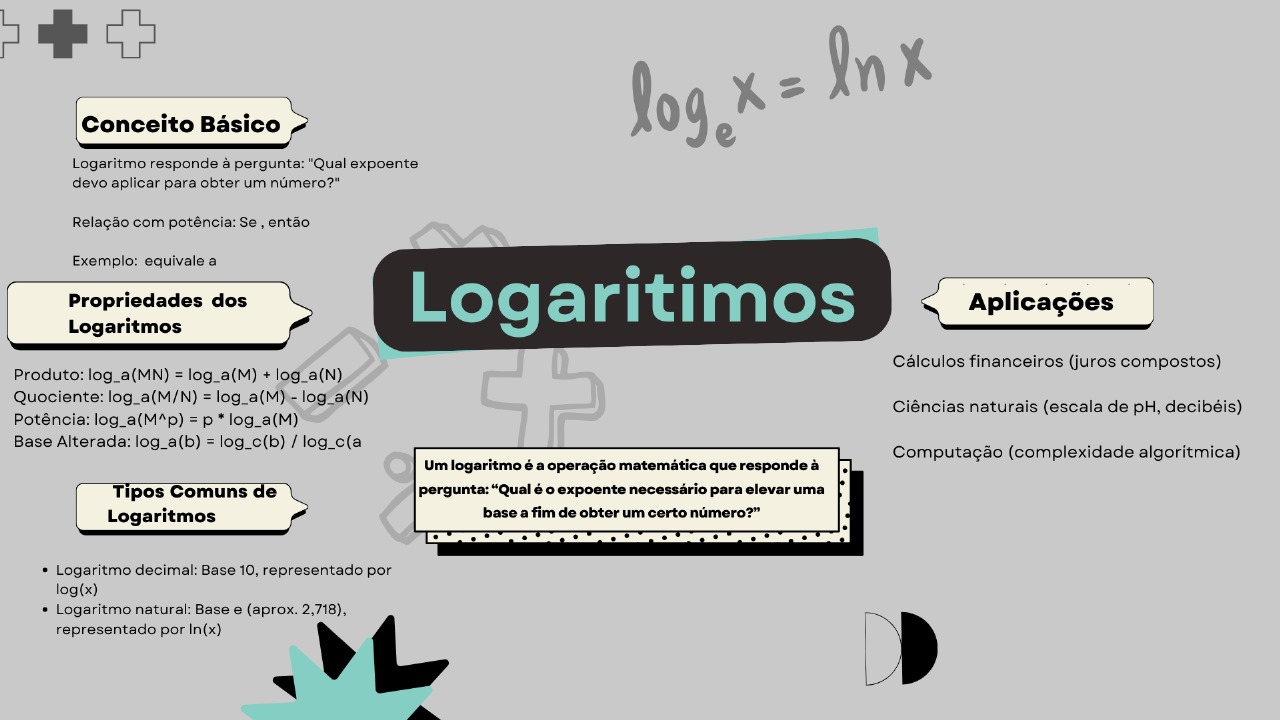 logₑx = ln x
Conceito Básico
Logaritmo responde à pergunta: "Qual expoente
devo aplicar para obter um número?"
Relação com potência: Se , então
Exemplo:  equivale a
Propriedades dos
Logaritmos
Produto: log_a(MN) = log_a(M) + log_a(N)
Quociente: log_a(M/N) = log_a(M) - log_a(N)
Potência: log_a(M^p) = p * log_a(M)
Base Alterada: log_a(b) = log_c(b) / log_c(a
Tipos Comuns de
Logaritmos
• Logaritmo decimal: Base 10, representado por
log(x)
• Logaritmo natural: Base e (aprox. 2,718),
representado por ln(x)
Logaritimos
Um logaritmo é a operação matemática que responde à
pergunta: “Qual é o expoente necessário para elevar uma
base a fim de obter um certo número?”
Aplicações
Cálculos financeiros (juros compostos)
Ciências naturais (escala de pH, decibéis)
Computação (complexidade algorítmica)